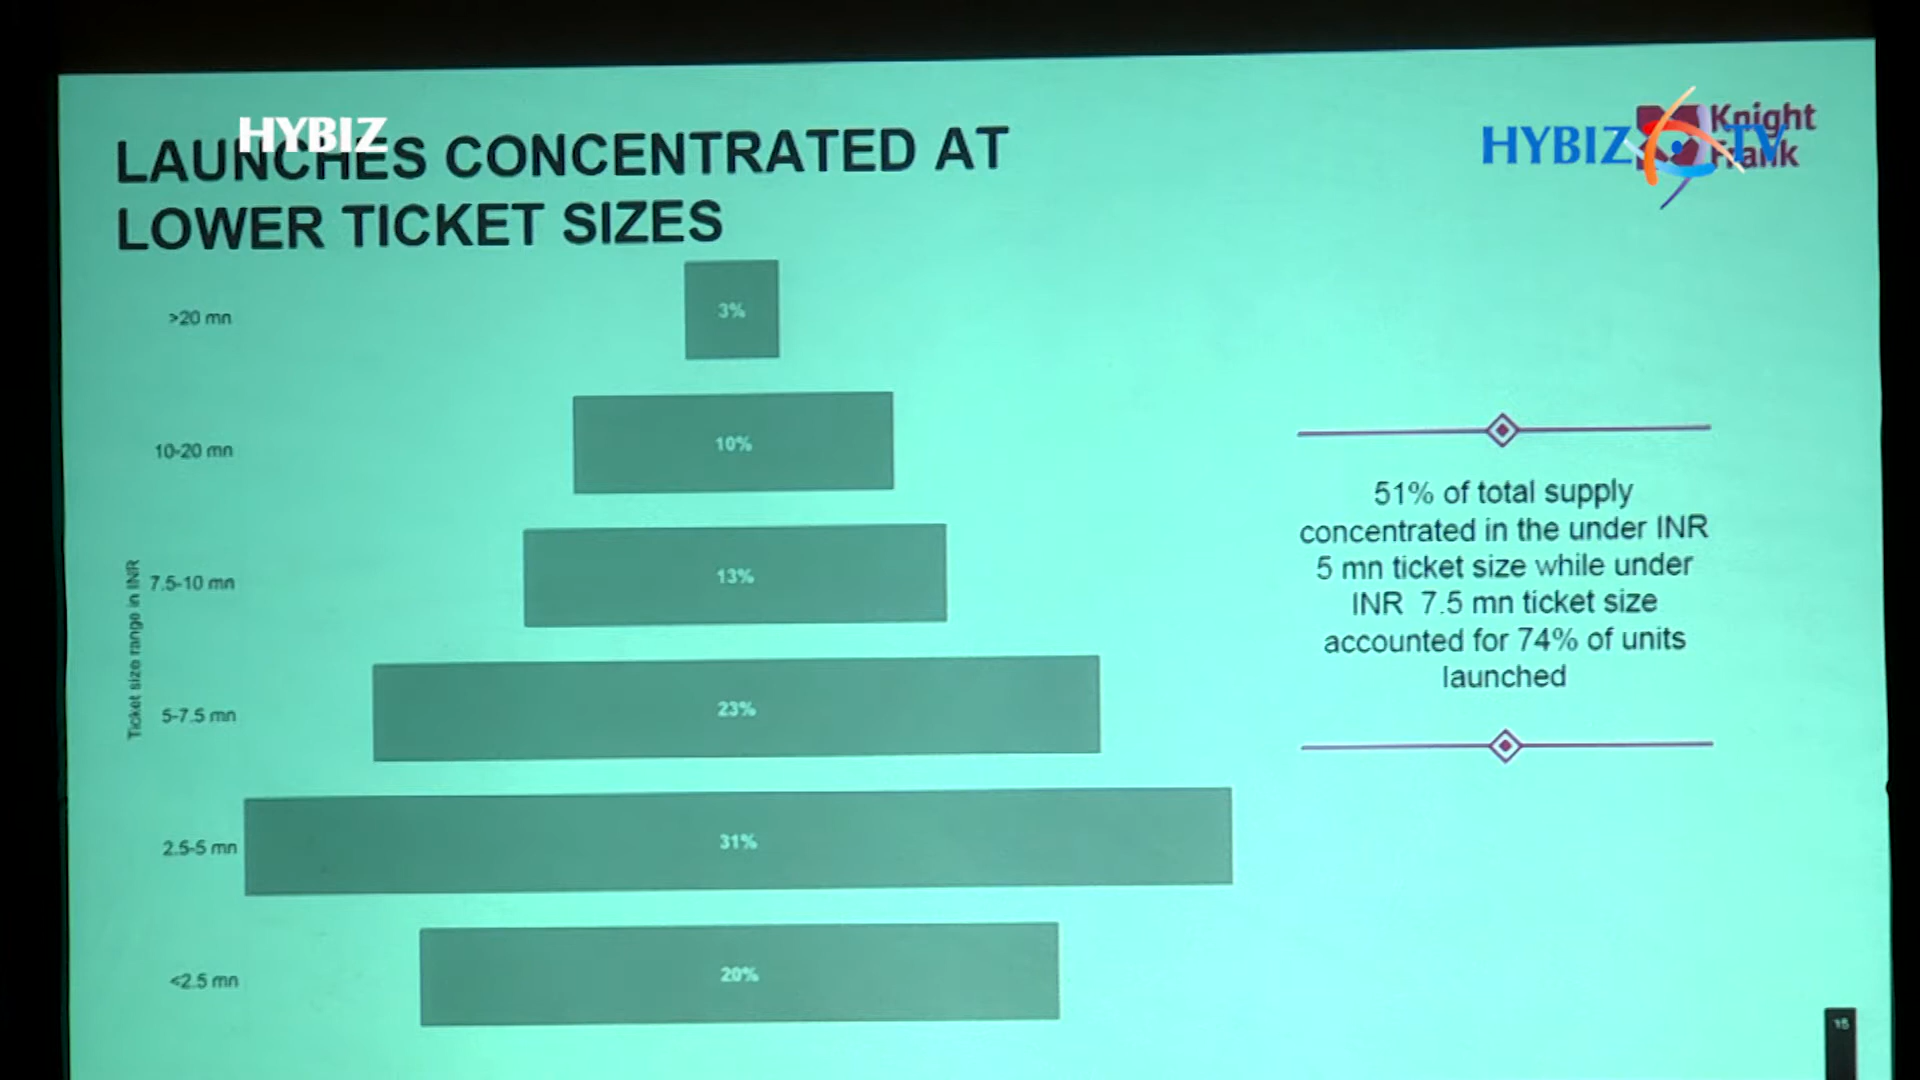 HYBIZ
LAUNCHES CONCENTRATED AT
LOWER TICKET SIZES
HYBIZ TV
Knight
Frank
Ticket size range in INR
>20 mn
3%
10-20 mn
10%
7.5-10 mn
13%
5-7.5 mn
23%
2.5-5 mn
31%
<2.5 mn
20%
51% of total supply
concentrated in the under INR
5 mn ticket size while under
INR 7.5 mn ticket size
accounted for 74% of units
launched
15